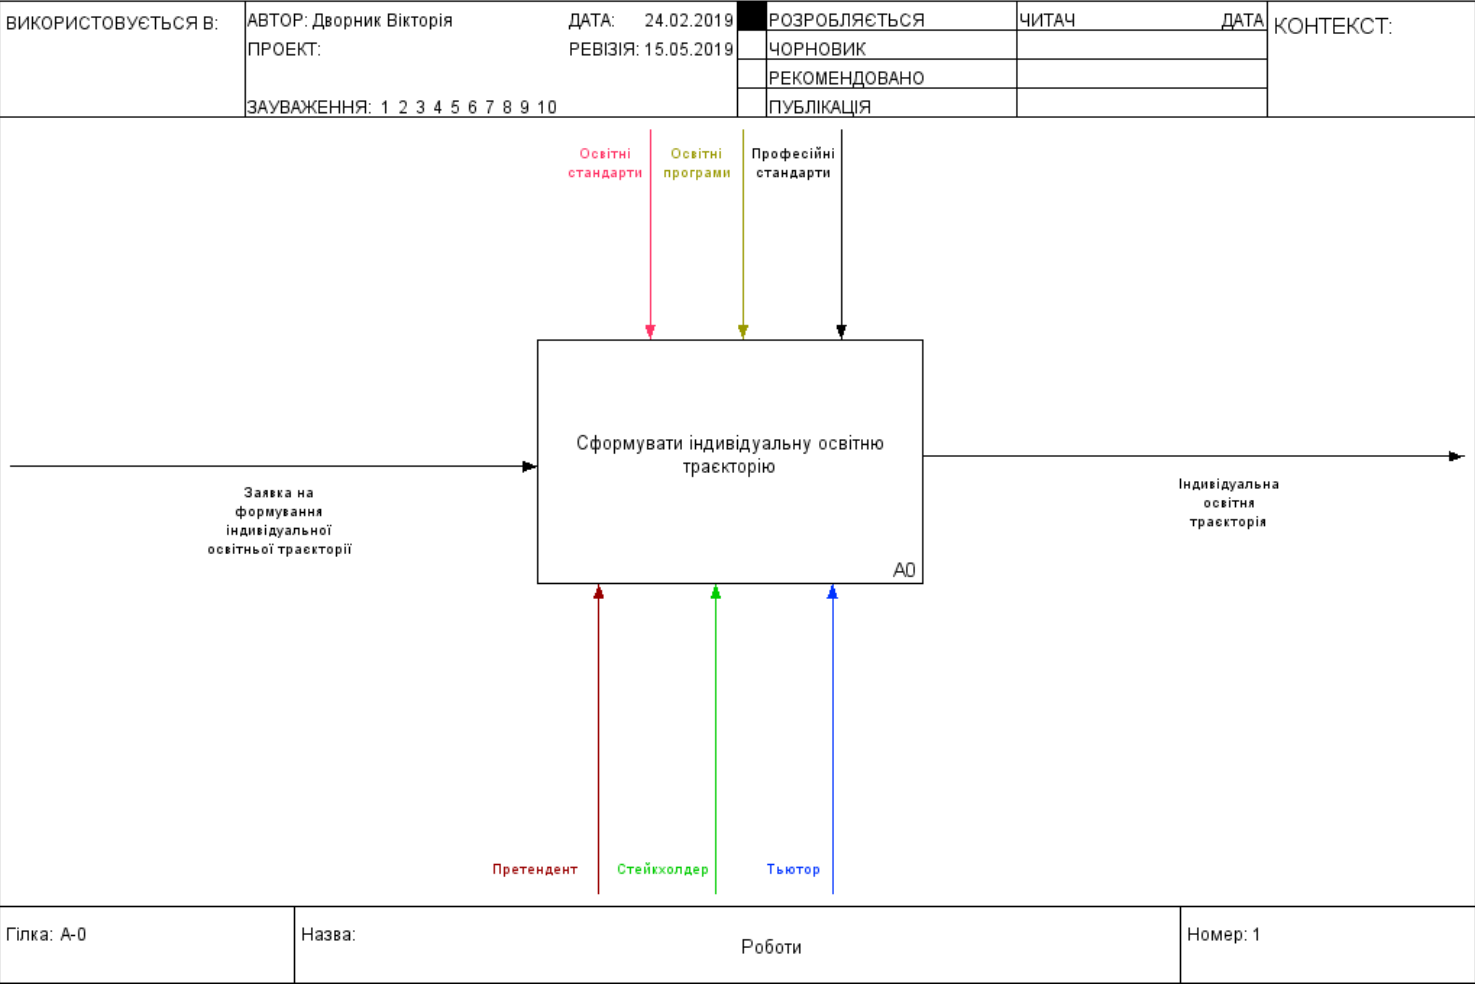 ВИКОРИСТОВУЄТЬСЯ В:
АВТОР: Дворник Вікторія
ДАТА: 24.02.2019
ПРОЕКТ:
РЕВІЗІЯ: 15.05.2019
ЗАУВАЖЕННЯ: 1 2 3 4 5 6 7 8 9 10
РОЗРОБЛЯЄТЬСЯ
ЧОРНОВИК
РЕКОМЕНДОВАНО
ПУБЛІКАЦІЯ
ЧИТАЧ ДАТА
КОНТЕКСТ:
Освітні
стандарти
Освітні
програми
Професійні
стандарти
Сформувати індивідуальну освітню
траєкторію
A0
Заявка на
формування
індивідуальної
освітньої траєкторії
Індивідуальна
освітня
траєкторія
Претендент
Стейкхолдер
Тьютор
Гілка: A-0
Назва:
Роботи
Номер: 1